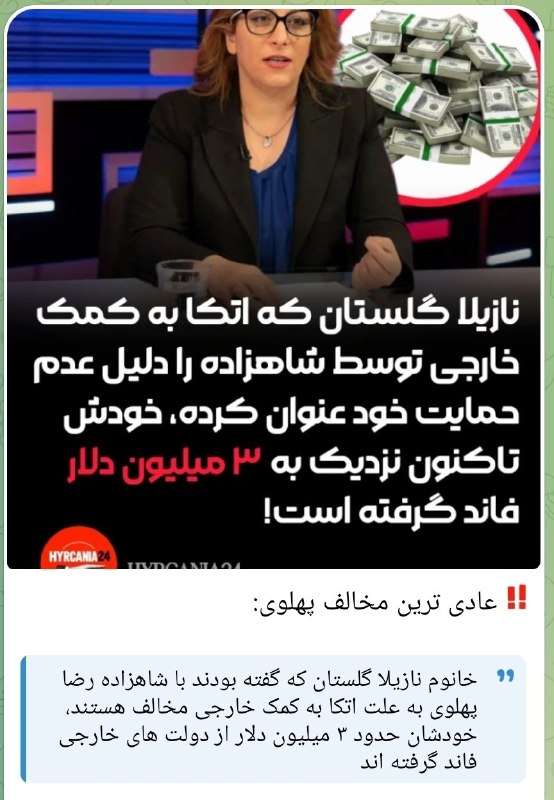 نازیلا گلستان که اتکا به کمک
خارجی توسط شاهزاده را دلیل عدم
حمایت خود عنوان کرده، خودش
تاکنون نزدیک به ۳ میلیون دلار
فاند گرفته است!
HYRCANIA24
HYRCANIA24
‼️ عادی ترین مخالف پهلوی:
خانوم نازیلا گلستان که گفته بودند با شاهزاده رضا
پهلوی به علت اتکا به کمک خارجی مخالف هستند،
خودشان حدود ۳ میلیون دلار از دولت های خارجی
فاند گرفته اند